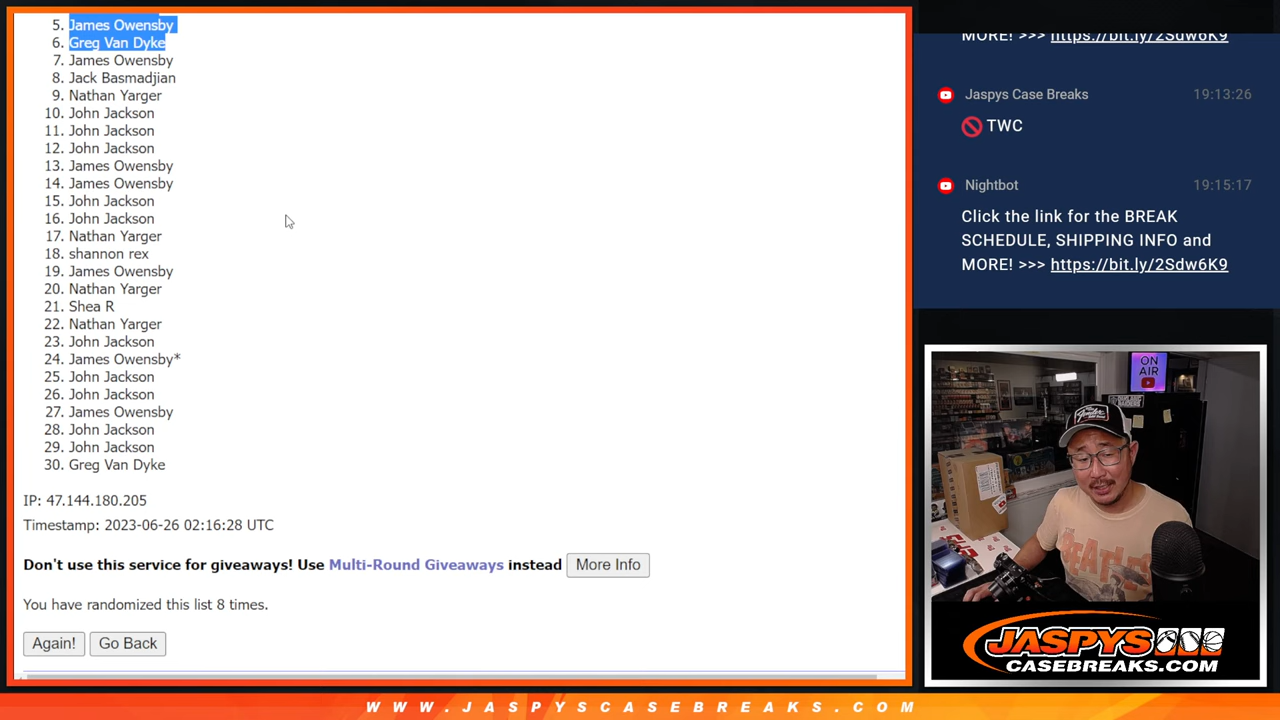 5. James Owensby
6. Greg Van Dyke
7. James Owensby
8. Jack Basmadjian
9. Nathan Yarger
10. John Jackson
11. John Jackson
12. John Jackson
13. James Owensby
14. James Owensby
15. John Jackson
16. John Jackson
17. Nathan Yarger
18. shannon rex
19. James Owensby
20. Nathan Yarger
21. Shea R
22. Nathan Yarger
23. John Jackson
24. James Owensby*
25. John Jackson
26. John Jackson
27. James Owensby
28. John Jackson
29. John Jackson
30. Greg Van Dyke
IP: 47.144.180.205
Timestamp: 2023-06-26 02:16:28 UTC
Don't use this service for giveaways! Use Multi-Round Giveaways instead More Info
You have randomized this list 8 times.
Again! Go Back
MORE! >>> https://bit.ly/2Sdw6K9
Jaspys Case Breaks 19:13:26
TWC
Nightbot 19:15:17
Click the link for the BREAK
SCHEDULE, SHIPPING INFO and
MORE! >>> https://bit.ly/2Sdw6K9
ON
AIR
JASPYS
CASEBREAKS.COM
WWW.JASPYSCASEBREAKS.COM